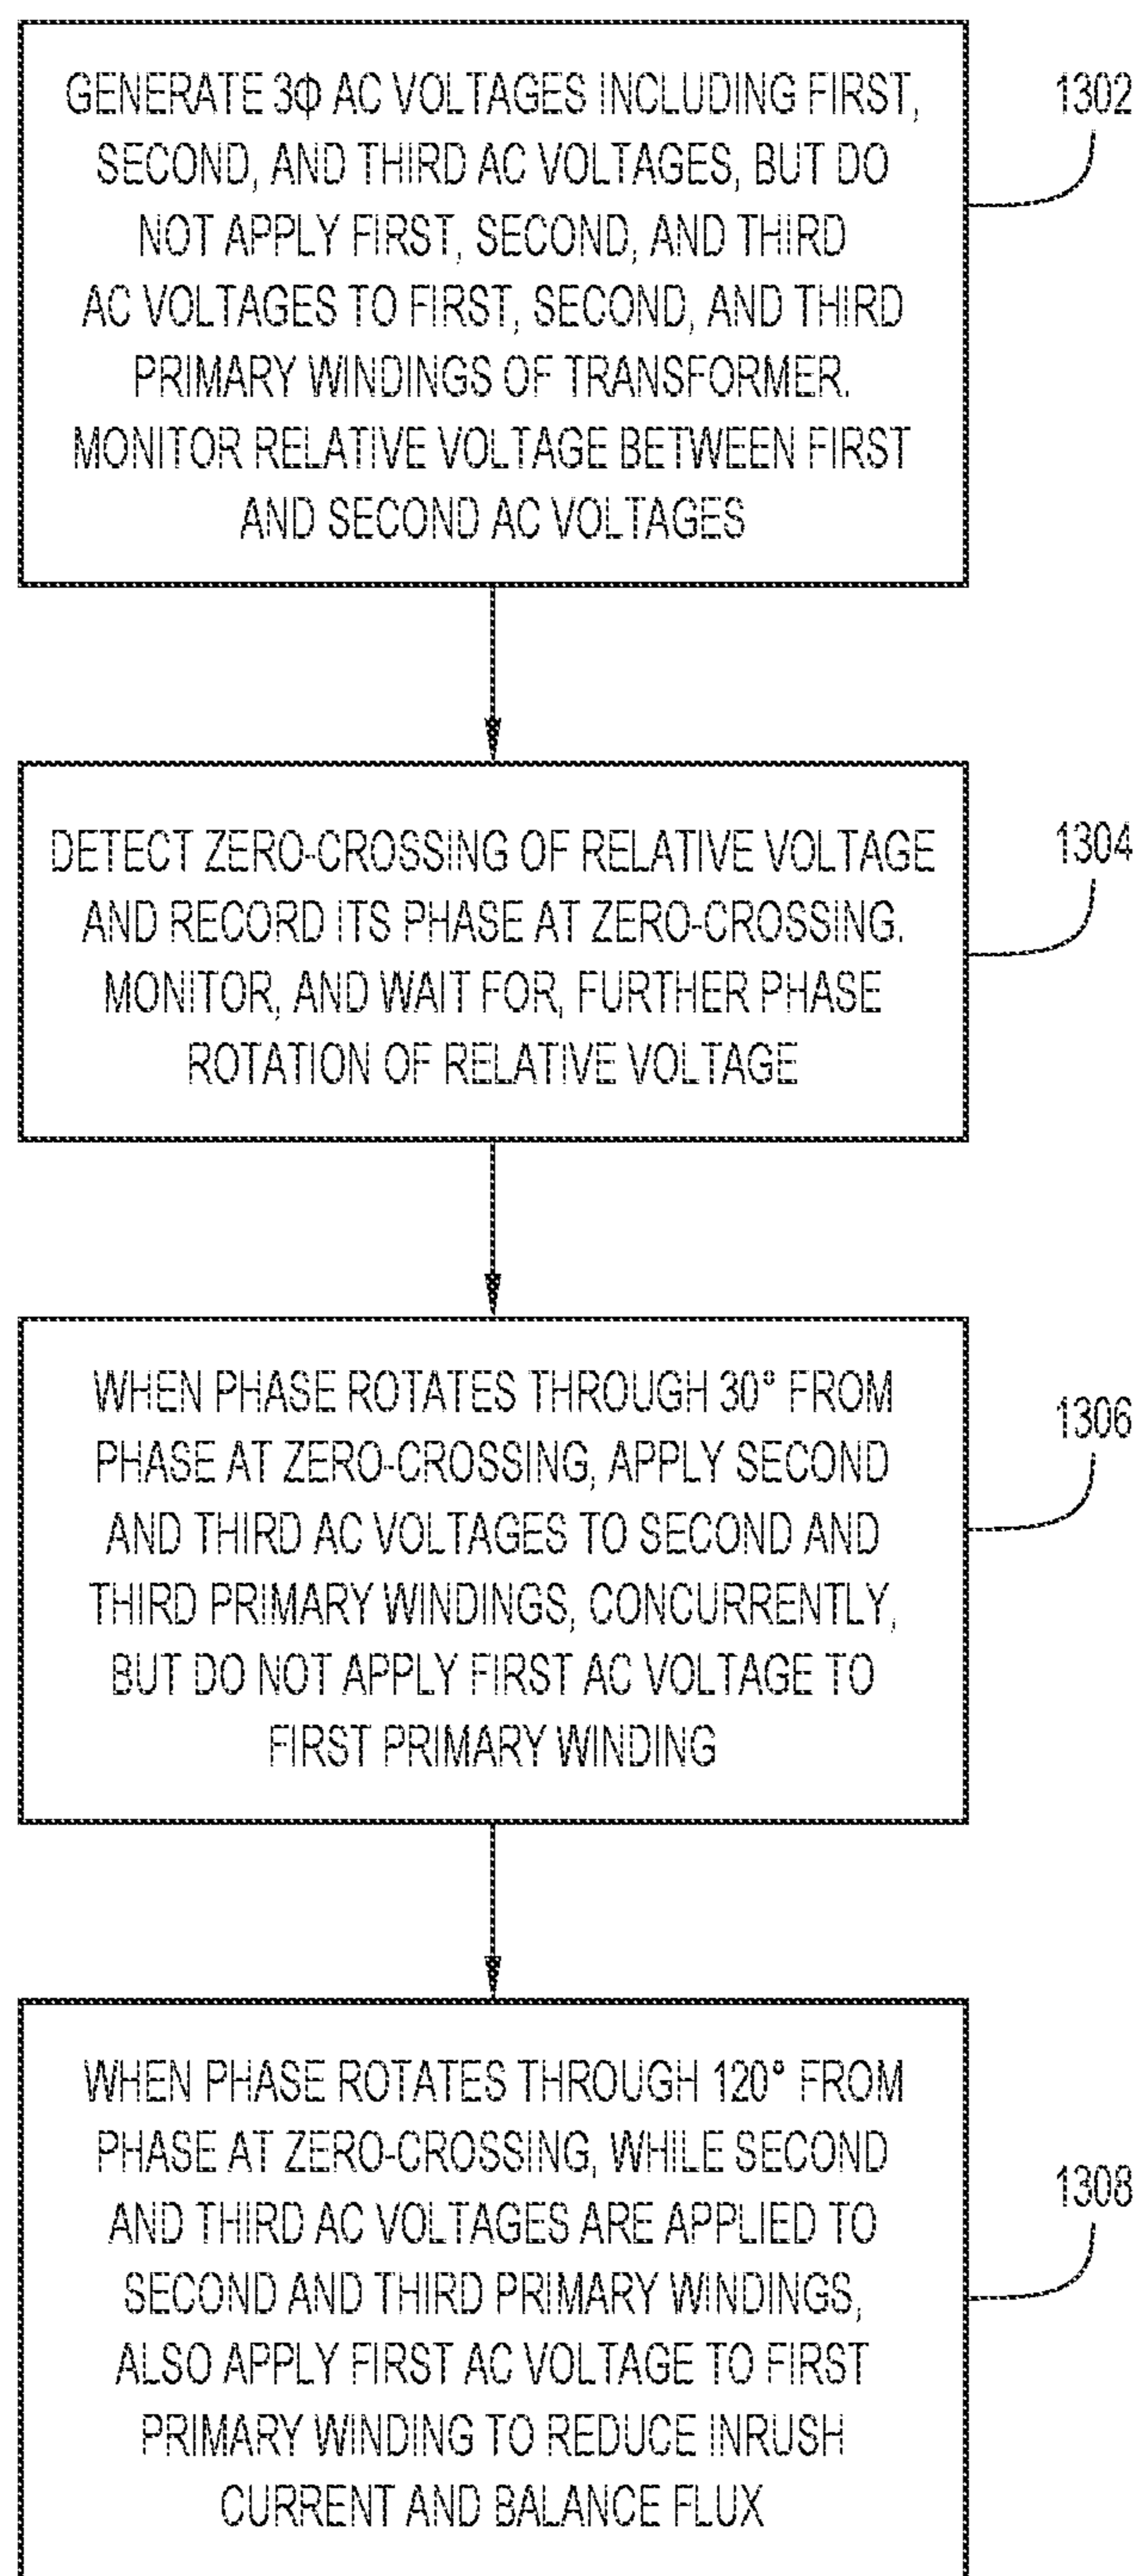 GENERATE 3ɸ AC VOLTAGES INCLUDING FIRST,
SECOND, AND THIRD AC VOLTAGES, BUT DO
NOT APPLY FIRST, SECOND, AND THIRD
AC VOLTAGES TO FIRST, SECOND, AND THIRD
PRIMARY WINDINGS OF TRANSFORMER.
MONITOR RELATIVE VOLTAGE BETWEEN FIRST
AND SECOND AC VOLTAGES
1302
DETECT ZERO-CROSSING OF RELATIVE VOLTAGE
AND RECORD ITS PHASE AT ZERO-CROSSING.
MONITOR, AND WAIT FOR, FURTHER PHASE
ROTATION OF RELATIVE VOLTAGE
1304
WHEN PHASE ROTATES THROUGH 30° FROM
PHASE AT ZERO-CROSSING, APPLY SECOND
AND THIRD AC VOLTAGES TO SECOND AND
THIRD PRIMARY WINDINGS, CONCURRENTLY,
BUT DO NOT APPLY FIRST AC VOLTAGE TO
FIRST PRIMARY WINDING
1306
WHEN PHASE ROTATES THROUGH 120° FROM
PHASE AT ZERO-CROSSING, WHILE SECOND
AND THIRD AC VOLTAGES ARE APPLIED TO
SECOND AND THIRD PRIMARY WINDINGS,
ALSO APPLY FIRST AC VOLTAGE TO FIRST
PRIMARY WINDING TO REDUCE INRUSH
CURRENT AND BALANCE FLUX
1308